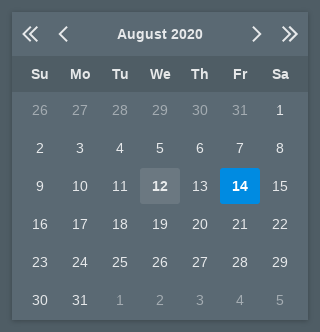 August 2020
Su Mo Tu We Th Fr Sa
26 27 28 29 30 31 1
2 3 4 5 6 7 8
9 10 11 12 13 14 15
16 17 18 19 20 21 22
23 24 25 26 27 28 29
30 31 1 2 3 4 5